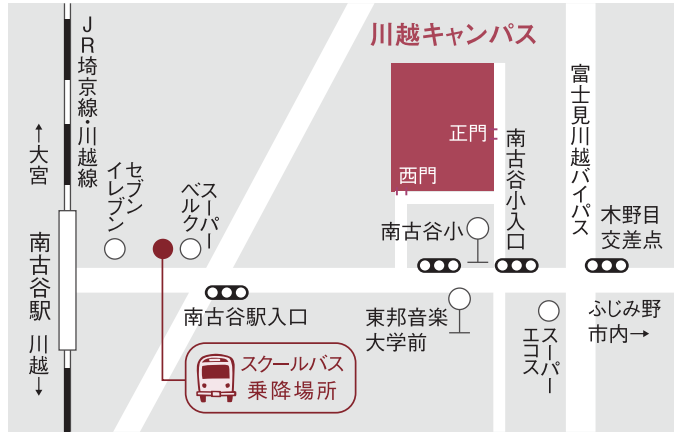 川越キャンパス
JR埼京線・川越線
←大宮
セブン
イレブン
スーパー
ベルク
正門
西門
南古谷小入口
富士見川越バイパス
木野目
交差点
南古谷小
南古谷駅
川越→
南古谷駅入口
東邦音楽
大学前
スーパー
エコス
ふじみ野
市内→
スクールバス
乗降場所